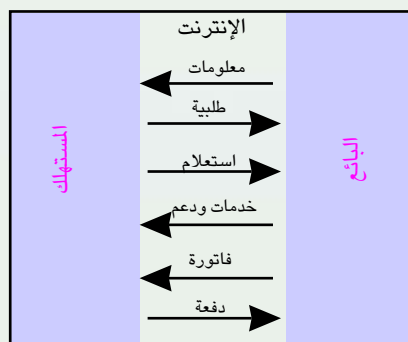 الإنترنت
معلومات
طلبية
استعلام
خدمات ودعم
فاتورة
دفعة
البائع
المستهلك